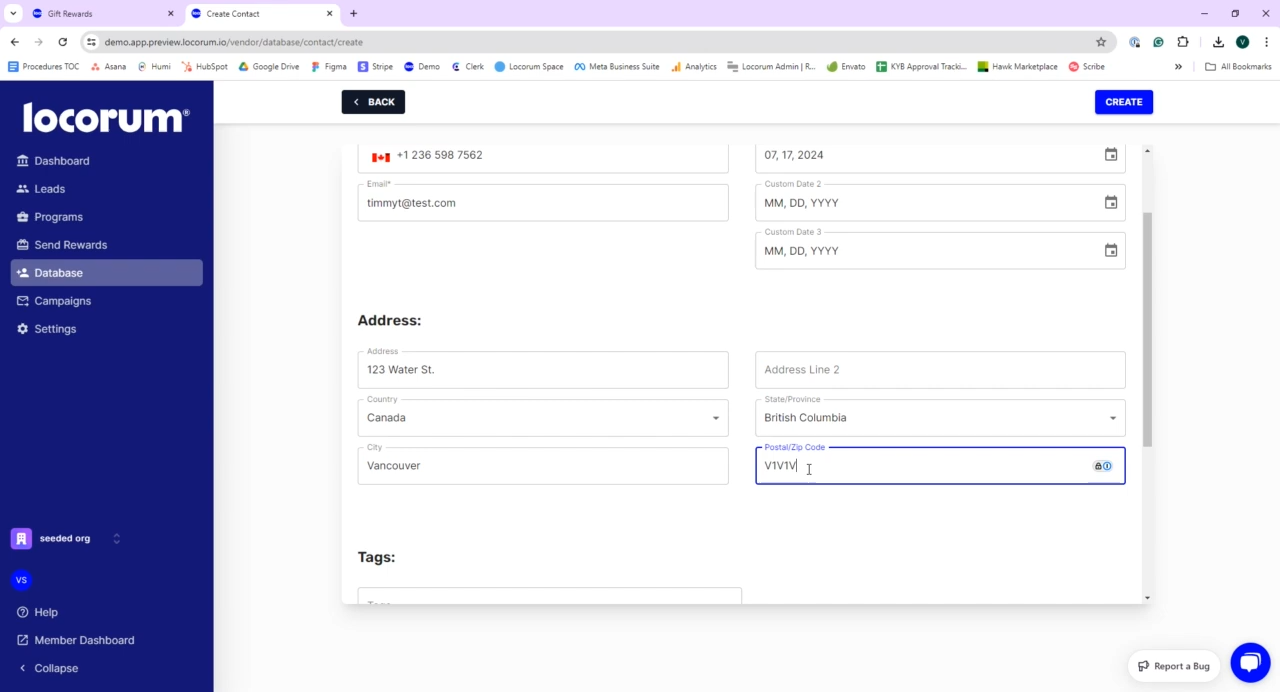 Gift Rewards
Create Contact
demo.app.preview.locorum.io/vendor/database/contact/create
V
Procedures TOC
Asana
Humi
HubSpot
Google Drive
Figma
Stripe
Demo
Clerk
Locorum Space
Meta Business Suite
Analytics
Locorum Admin | R...
Envato
KYB Approval Tracki...
Hawk Marketplace
Scribe
All Bookmarks
locorum®
BACK
CREATE
Dashboard
Leads
Programs
Send Rewards
Database
Campaigns
Settings
+1 236 598 7562
07, 17, 2024
Email*
timmyt@test.com
Custom Date 2
MM, DD, YYYY
Custom Date 3
MM, DD, YYYY
Address:
Address
123 Water St.
Address Line 2
Country
Canada
State/Province
British Columbia
City
Vancouver
Postal/Zip Code
V1V1V
Tags:
Tags
seeded org
VS
Help
Member Dashboard
Collapse
Report a Bug